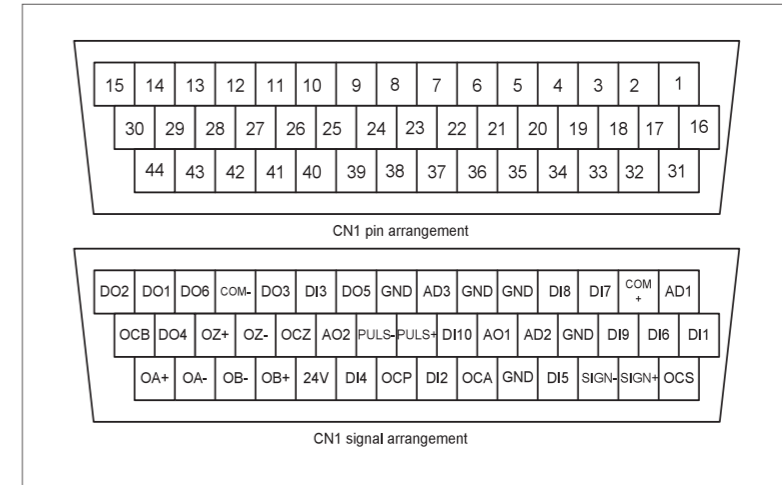 15 14 13 12 11 10 9 8 7 6 5 4 3 2 1
30 29 28 27 26 25 24 23 22 21 20 19 18 17 16
44 43 42 41 40 39 38 37 36 35 34 33 32 31
CN1 pin arrangement
DO2 DO1 DO6 COM- DO3 DI3 DO5 GND AD3 GND GND DI8 DI7 COM+ AD1
OCB DO4 OZ+ OZ- OCZ AO2 PULS- PULS+ DI10 AO1 AD2 GND DI9 DI6 DI1
OA+ OA- OB- OB+ 24V DI4 OCP DI2 OCA GND DI5 SIGN- SIGN+ OCS
CN1 signal arrangement